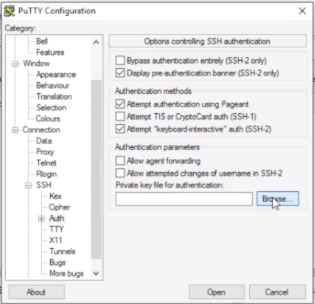 PuTTY Configuration
Category:
Bell
Features
Window
Appearance
Behaviour
Translation
Selection
Colours
Connection
Data
Proxy
Telnet
Rlogin
SSH
Kex
Cipher
Auth
TTY
X11
Tunnels
Bugs
More bugs
Options controlling SSH authentication
Bypass authentication entirely (SSH-2 only)
Display pre-authentication banner (SSH-2 only)
Authentication methods
Attempt authentication using Pageant
Attempt TIS or CryptoCard auth (SSH-1)
Attempt "keyboard-interactive" auth (SSH-2)
Authentication parameters
Allow agent forwarding
Allow attempted changes of username in SSH-2
Private key file for authentication:
Browse...
About
Open
Cancel